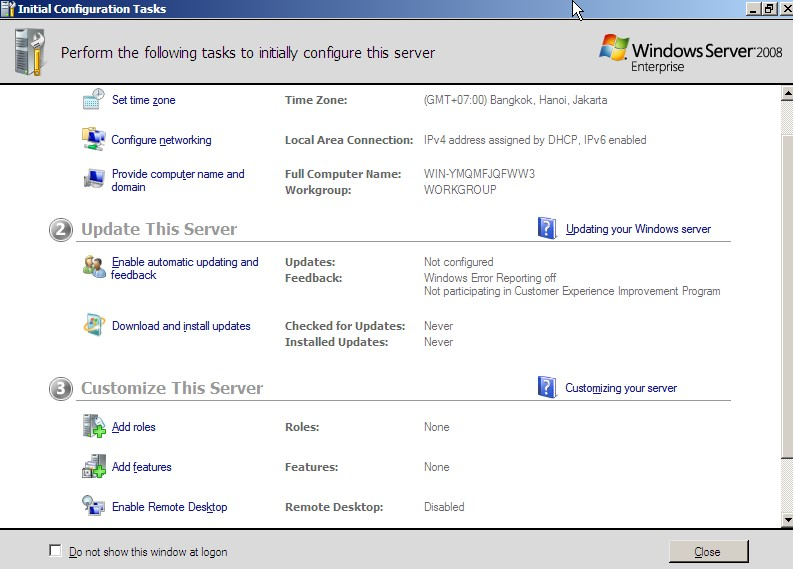 Initial Configuration Tasks
Perform the following tasks to initially configure this server
Windows Server 2008
Enterprise
Set time zone
Time Zone:
(GMT+07:00) Bangkok, Hanoi, Jakarta
Configure networking
Local Area Connection:
IPv4 address assigned by DHCP, IPv6 enabled
Provide computer name and
domain
Full Computer Name:
WIN-YMQMFJQFWW3
Workgroup:
WORKGROUP
2
Update This Server
Updating your Windows server
Enable automatic updating and
feedback
Updates:
Not configured
Feedback:
Windows Error Reporting off
Not participating in Customer Experience Improvement Program
Download and install updates
Checked for Updates:
Never
Installed Updates:
Never
3
Customize This Server
Customizing your server
Add roles
Roles:
None
Add features
Features:
None
Enable Remote Desktop
Remote Desktop:
Disabled
Do not show this window at logon
Close